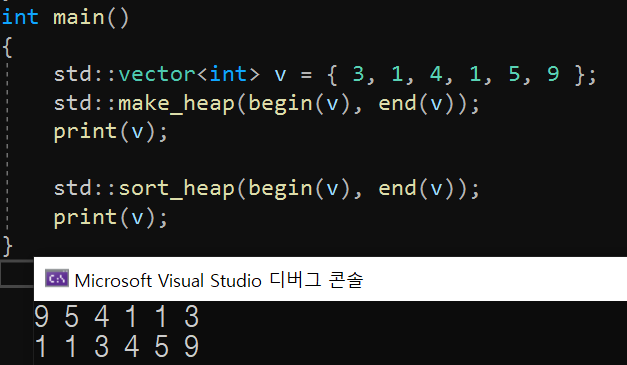 int main()
{
    std::vector<int> v = { 3, 1, 4, 1, 5, 9 };
    std::make_heap(begin(v), end(v));
    print(v);
    std::sort_heap(begin(v), end(v));
    print(v);
}
Microsoft Visual Studio 디버그 콘솔
9 5 4 1 1 3
1 1 3 4 5 9